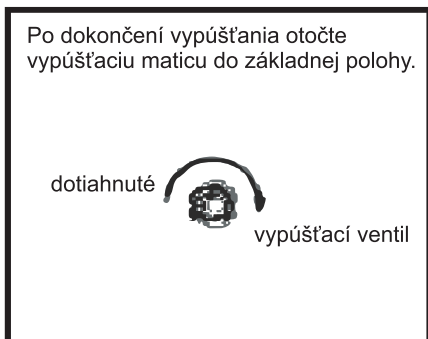 Po dokončení vypúšťania otočte
vypúšťaciu maticu do základnej polohy.
dotiahnuté
vypúšťací ventil